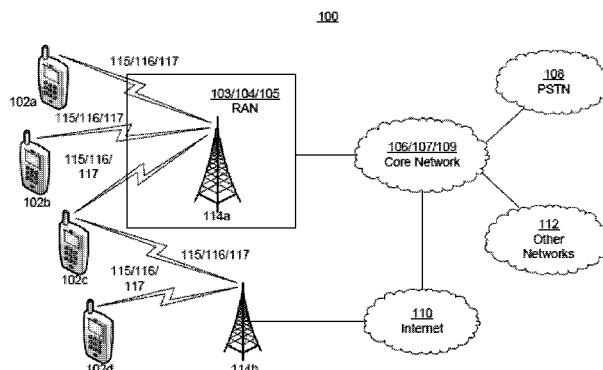 100
115/116/117
102a
103/104/105
RAN
108
PSTN
115/116/117
102b
106/107/109
Core Network
115/116/
117
114a
112
Other
Networks
102c
115/116/117
115/116/
117
110
Internet
102d
114b